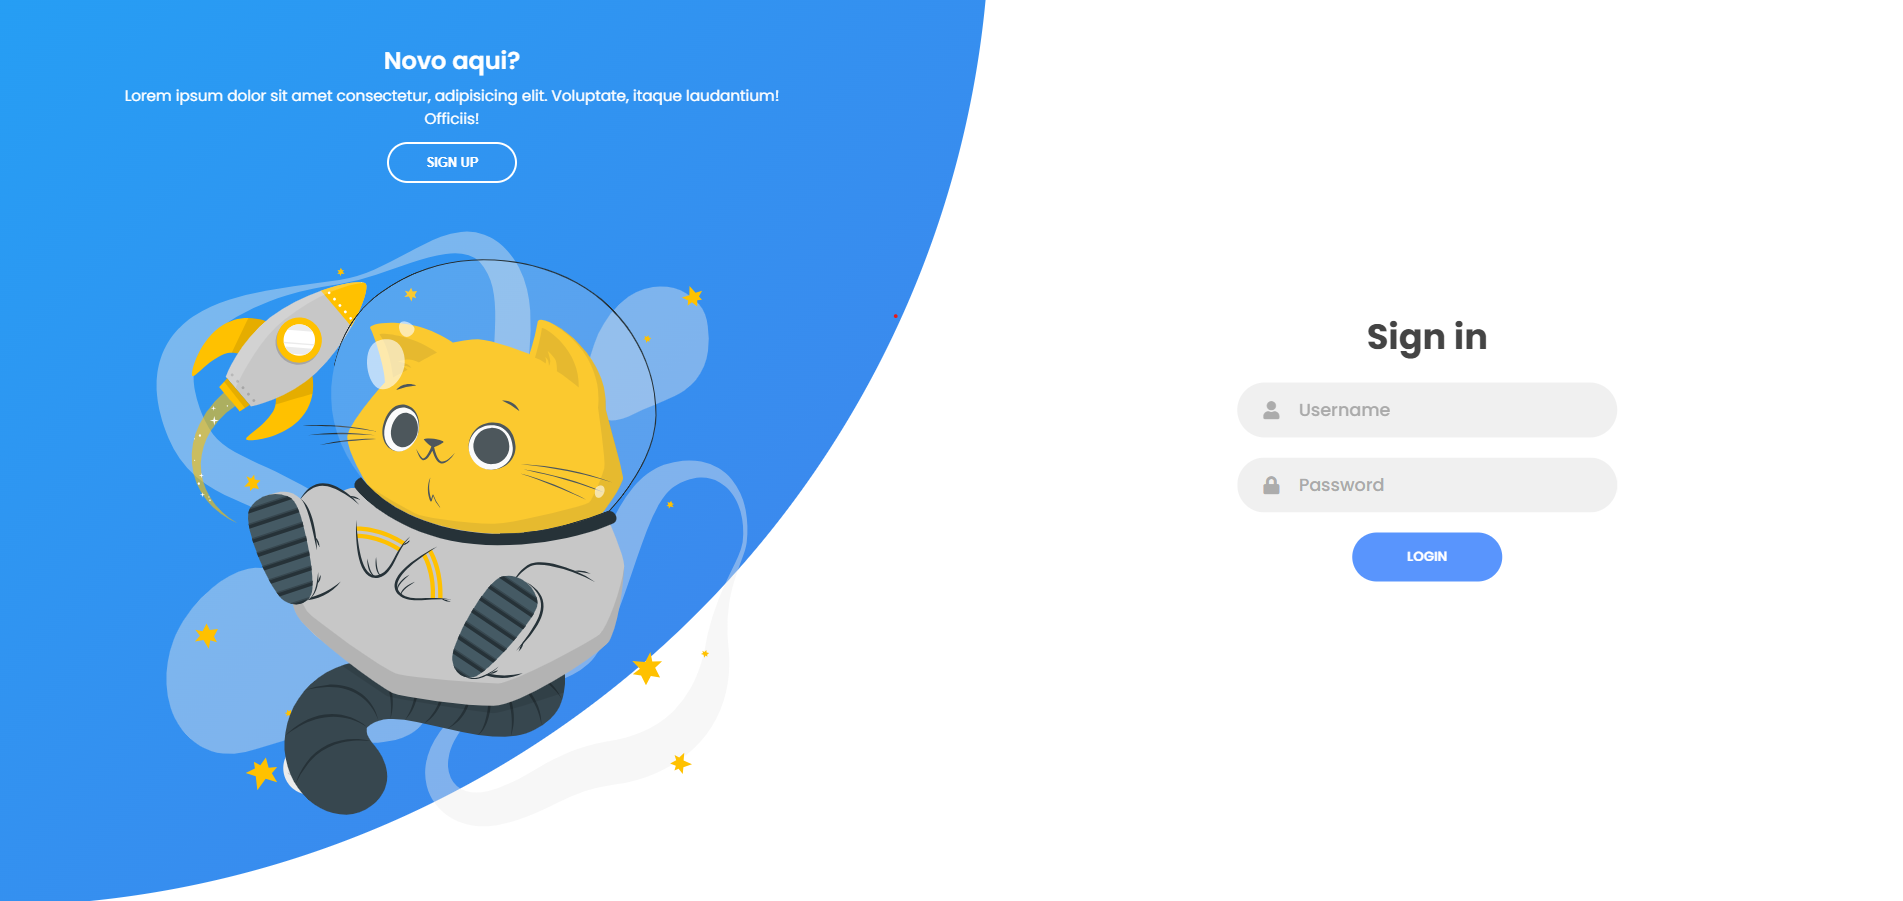 Novo aqui?
Lorem ipsum dolor sit amet consectetur, adipisicing elit. Voluptate, itaque laudantium!
Officiis!
SIGN UP
Sign in
Username
Password
LOGIN